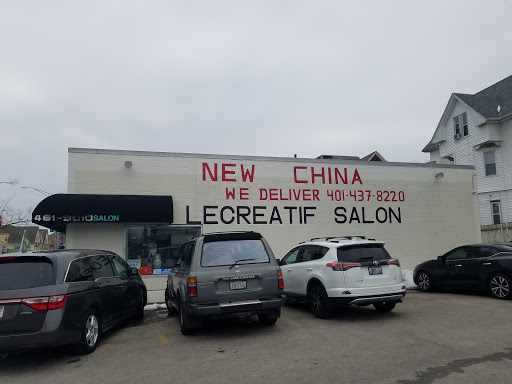 NEW CHINA
WE DELIVER 401·437·8220
LECREATIF SALON
SALON